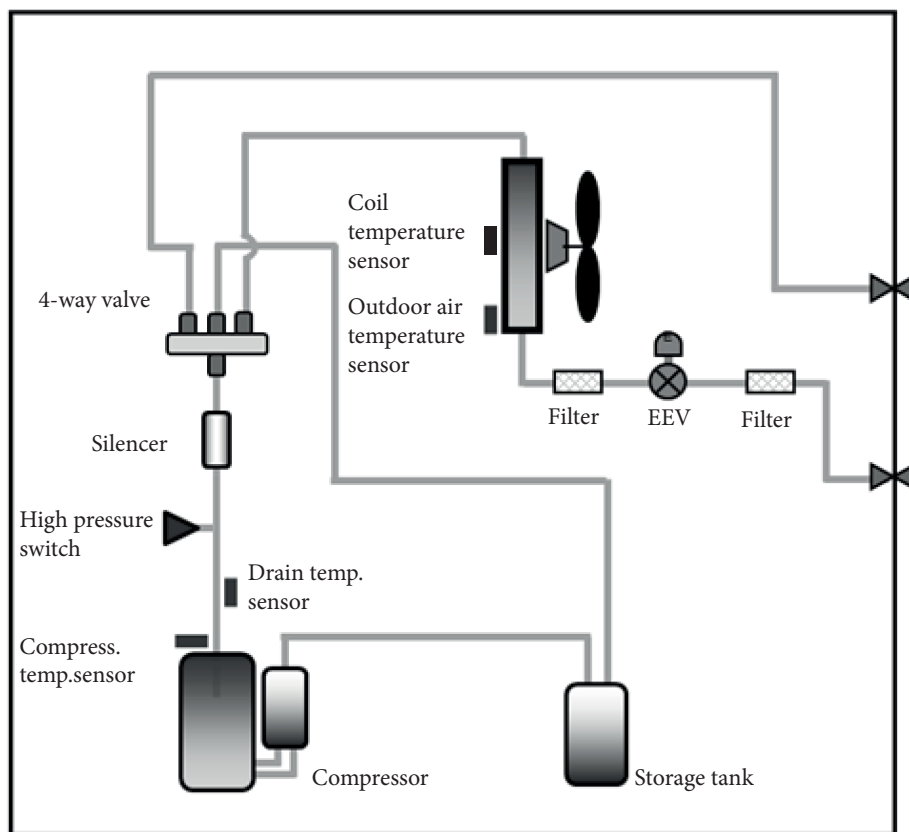 Coil
temperature
sensor
4-way valve
Outdoor air
temperature
sensor
E
Filter
EEV
Filter
Silencer
High pressure
switch
Drain temp.
sensor
Compress.
temp.sensor
Compressor
Storage tank